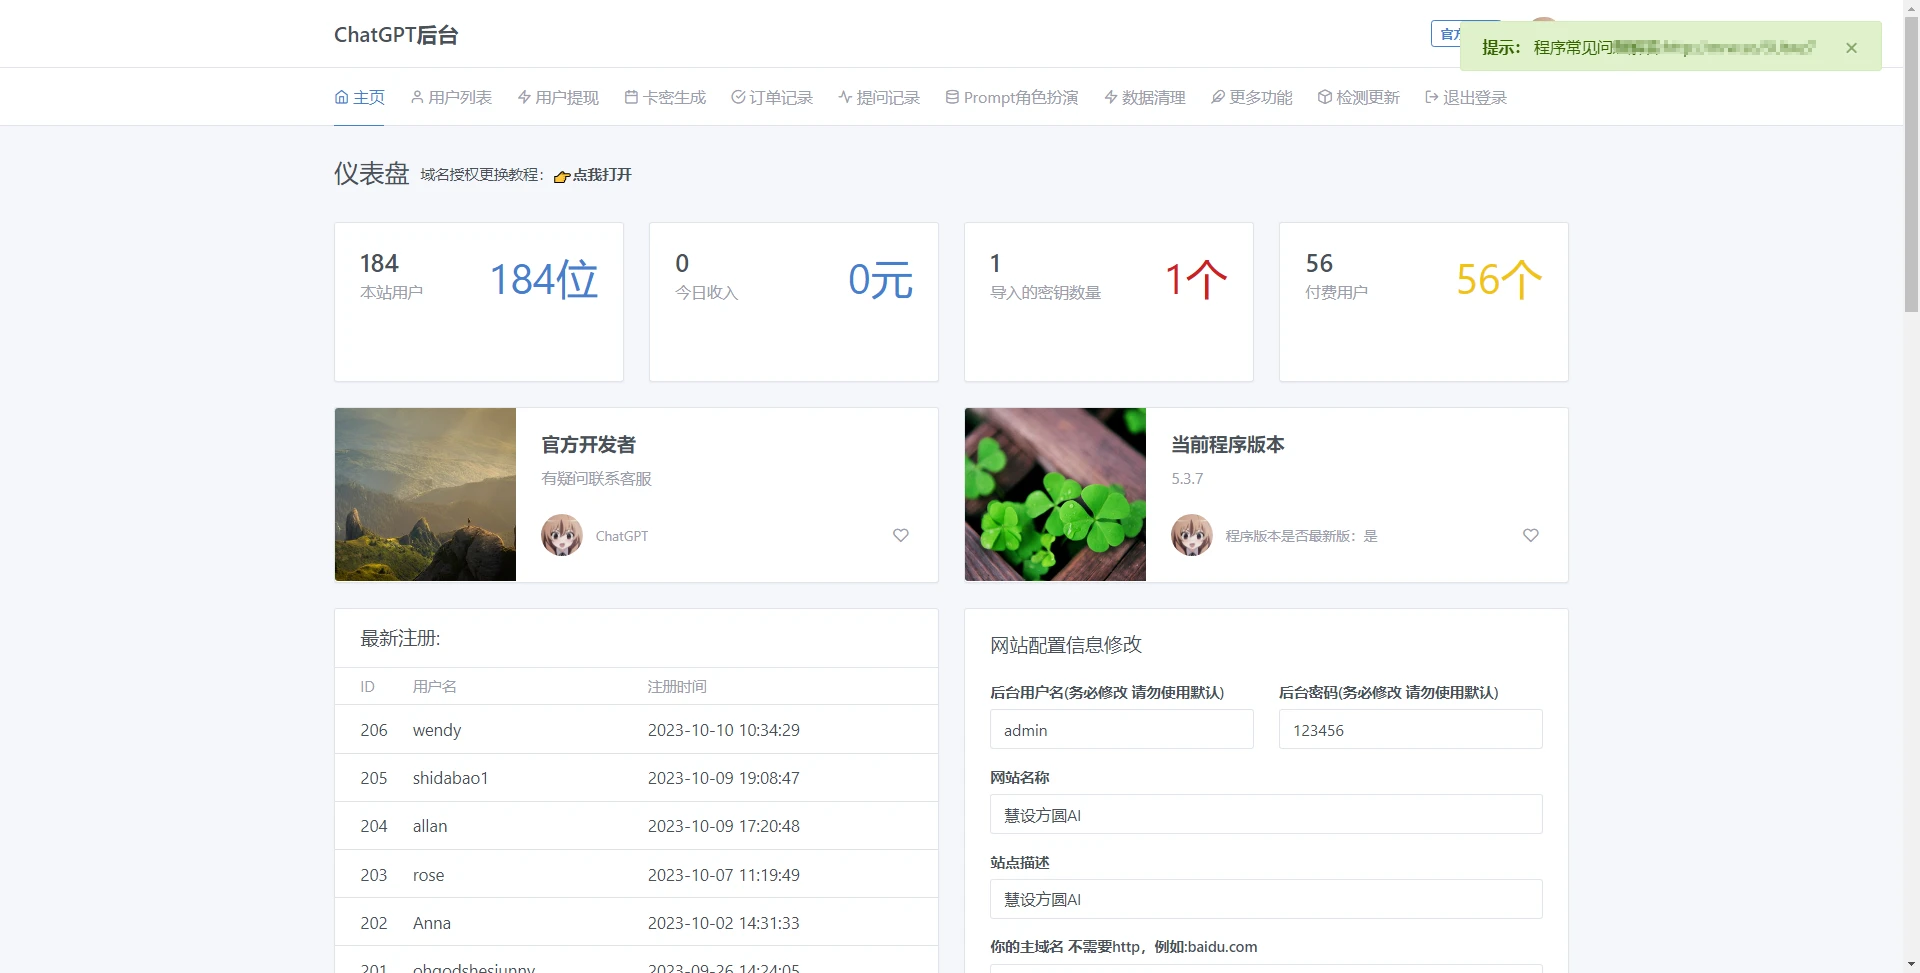 ChatGPT后台
官方
提示： 程序常见问
主页 用户列表 用户提现 卡密生成 订单记录 提问记录 Prompt角色扮演 数据清理 更多功能 检测更新 退出登录
仪表盘 域名授权更换教程：👉点我打开
184 184位
本站用户
0 0元
今日收入
1 1个
导入的密钥数量
56 56个
付费用户
官方开发者
有疑问联系客服
ChatGPT
当前程序版本
5.3.7
程序版本是否最新版：是
最新注册:
ID 用户名 注册时间
206 wendy 2023-10-10 10:34:29
205 shidabao1 2023-10-09 19:08:47
204 allan 2023-10-09 17:20:48
203 rose 2023-10-07 11:19:49
202 Anna 2023-10-02 14:31:33
201 2023-09-26 14:24:05
网站配置信息修改
后台用户名(务必修改 请勿使用默认) 后台密码(务必修改 请勿使用默认)
admin 123456
网站名称
慧设方圆AI
站点描述
慧设方圆AI
你的主域名 不需要http，例如:baidu.com